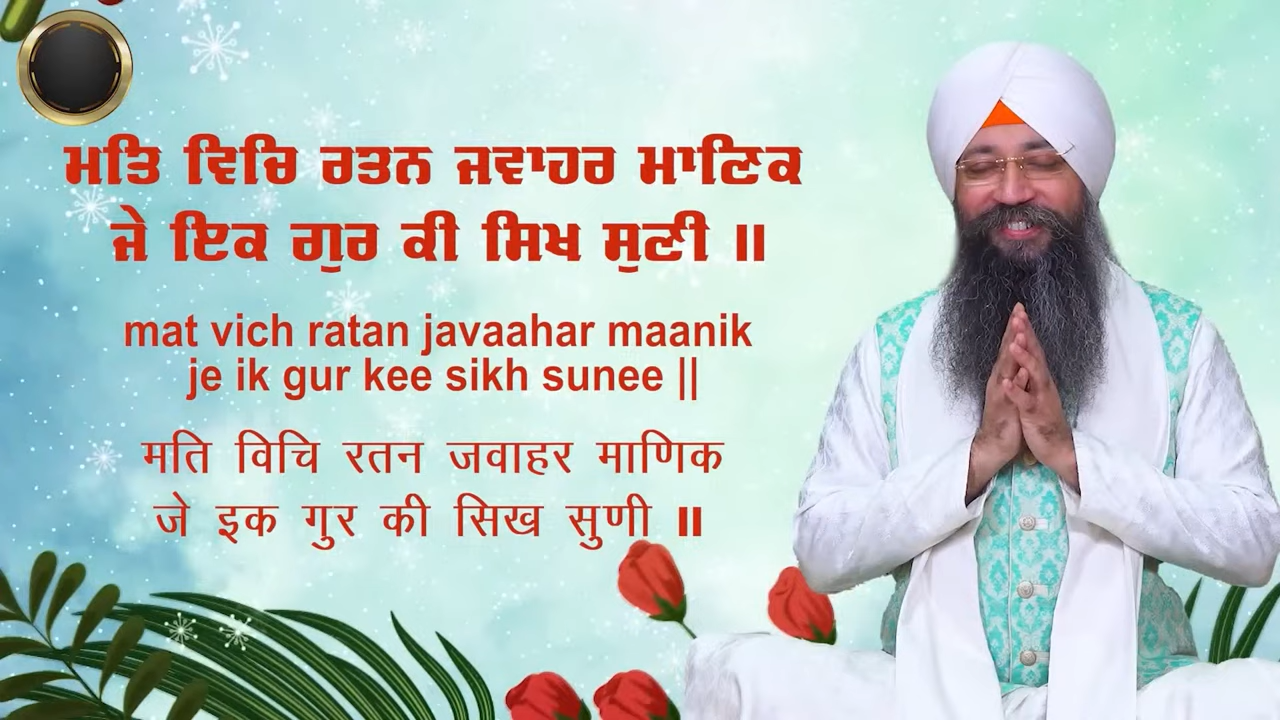 ਮਤਿ ਵਿਚਿ ਰਤਨ ਜਵਾਹਰ ਮਾਣਿਕ
ਜੇ ਇਕ ਗੁਰ ਕੀ ਸਿਖ ਸੁਣੀ ॥
mat vich ratan javaahar maanik
je ik gur kee sikh sunee ||
मति विचि रतन जवाहर माणिक
जे इक गुर की सिख सुणी ॥